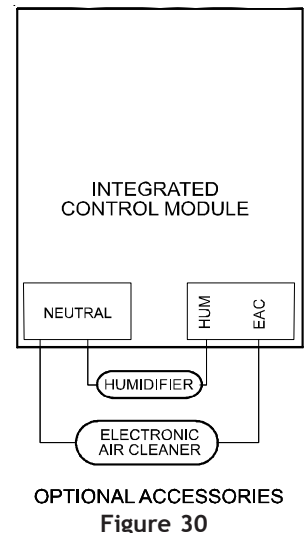 INTEGRATED
CONTROL MODULE
NEUTRAL
HUM
EAC
HUMIDIFIER
ELECTRONIC
AIR CLEANER
OPTIONAL ACCESSORIES
Figure 30